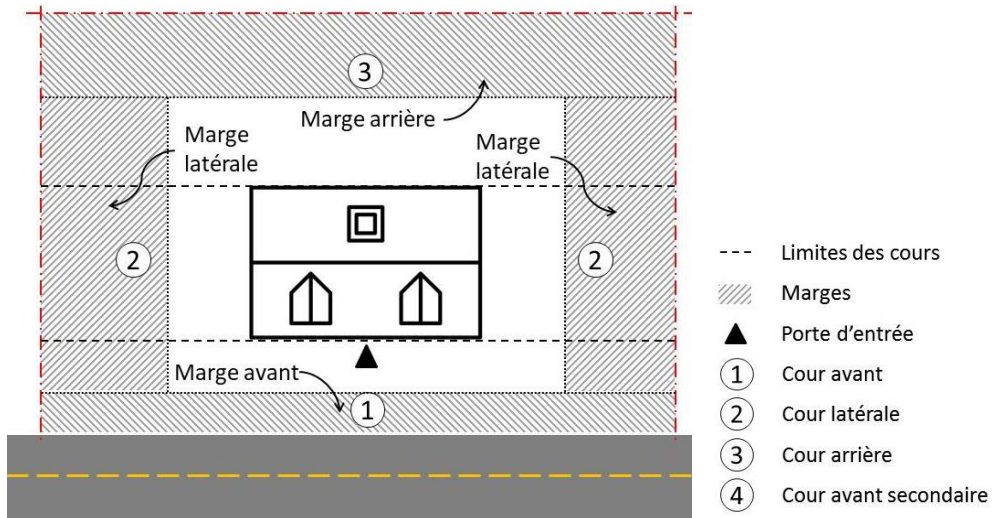 3
Marge arrière
Marge
latérale
Marge
latérale
2
2
Marge avant
1
Limites des cours
Marges
Porte d'entrée
1 Cour avant
2 Cour latérale
3 Cour arrière
4 Cour avant secondaire